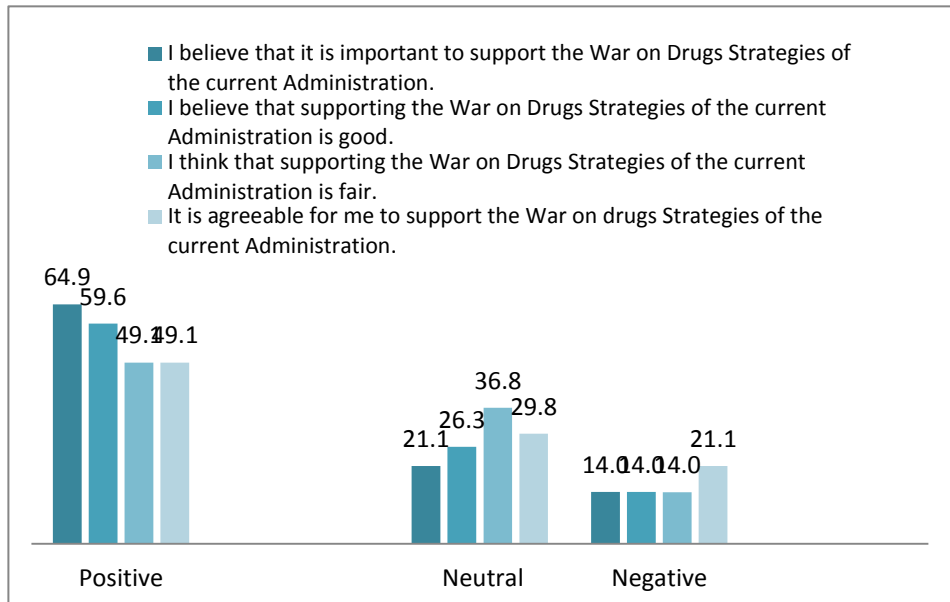 I believe that it is important to support the War on Drugs Strategies of
the current Administration.
I believe that supporting the War on Drugs Strategies of the current
Administration is good.
I think that supporting the War on Drugs Strategies of the current
Administration is fair.
It is agreeable for me to support the War on drugs Strategies of the
current Administration.
64.9
59.6
49.1 49.1
21.1
26.3
36.8
29.8
14.0 14.0 14.0
21.1
Positive Neutral Negative